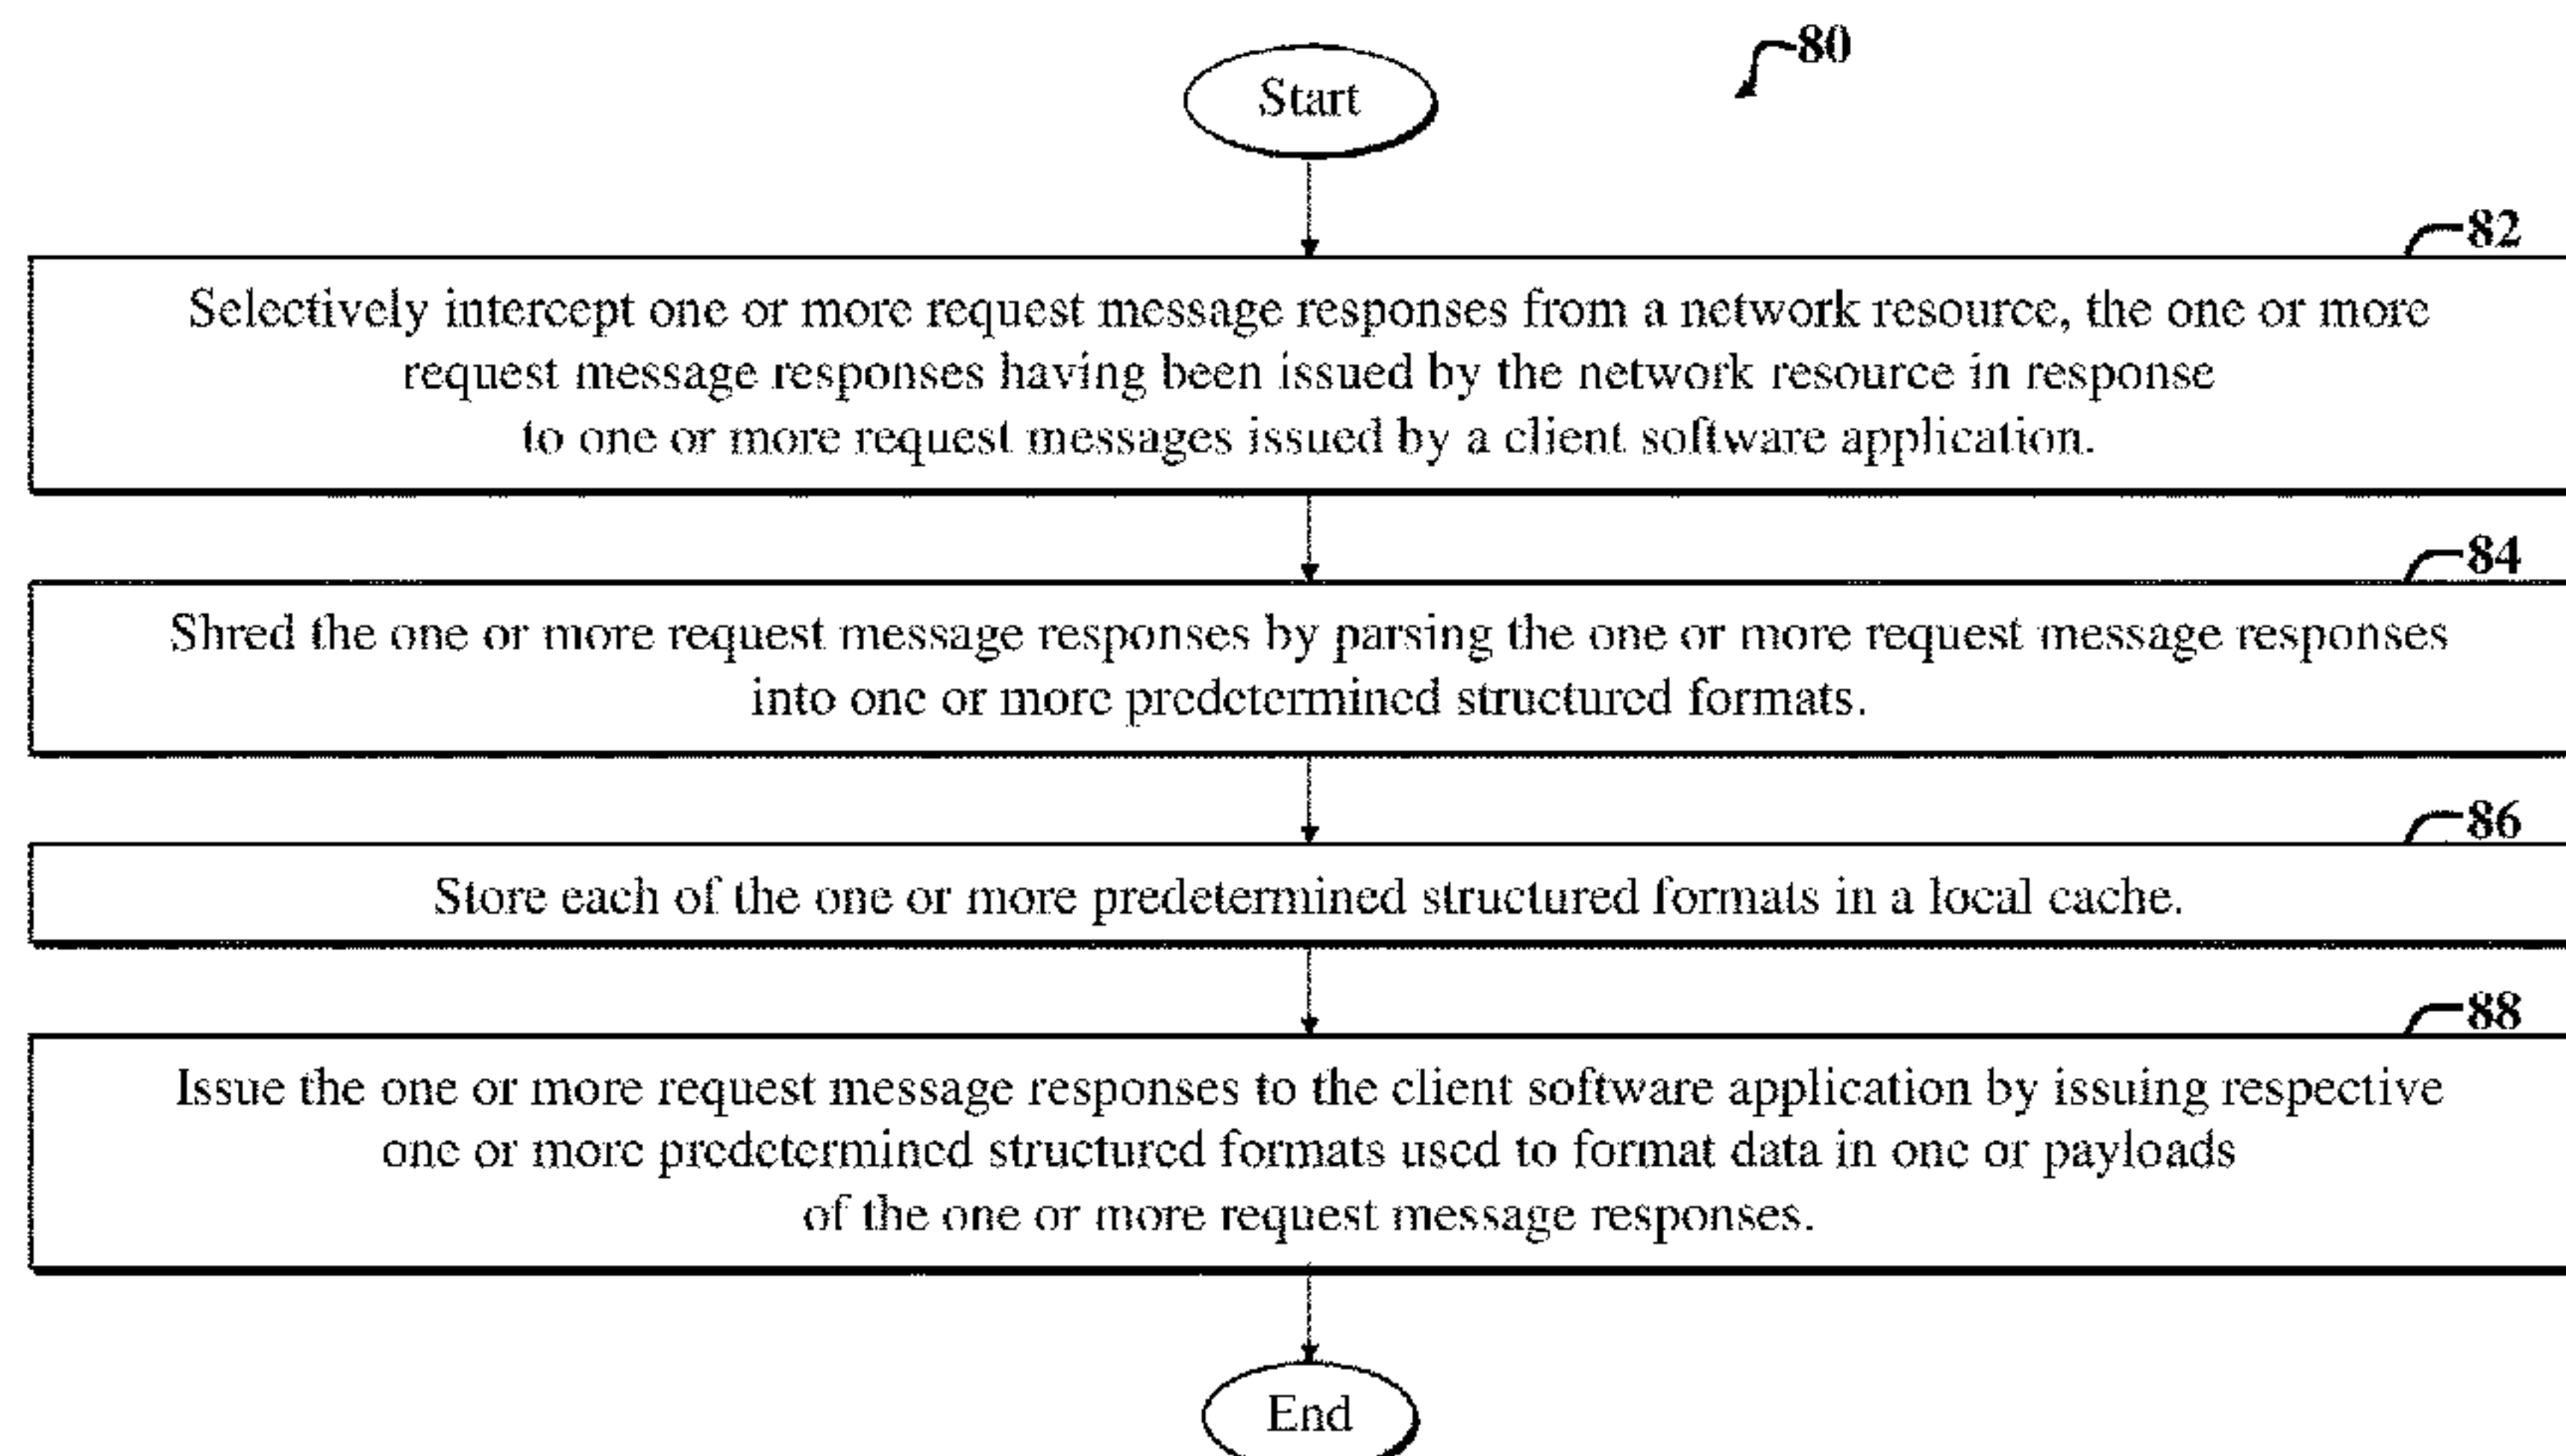 80
Start
82
Selectively intercept one or more request message responses from a network resource, the one or more
request message responses having been issued by the network resource in response
to one or more request messages issued by a client software application.
84
Shred the one or more request message responses by parsing the one or more request message responses
into one or more predetermined structured formats.
86
Store each of the one or more predetermined structured formats in a local cache.
88
Issue the one or more request message responses to the client software application by issuing respective
one or more predetermined structured formats used to format data in one or payloads
of the one or more request message responses.
End